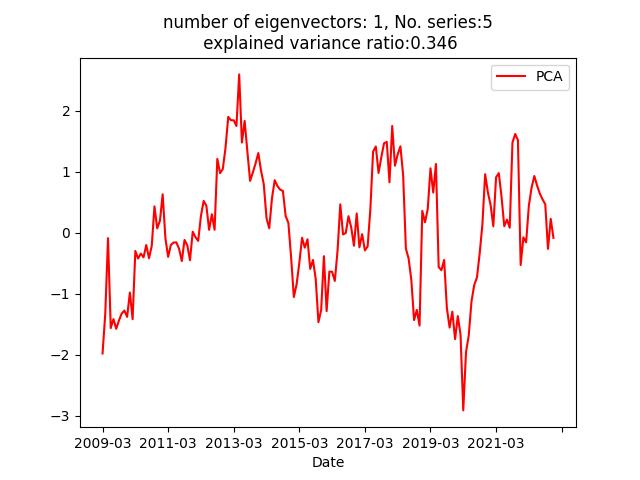 number of eigenvectors: 1, No. series:5
explained variance ratio:0.346
PCA
2
1
0
−1
−2
−3
2009-03 2011-03 2013-03 2015-03 2017-03 2019-03 2021-03
Date